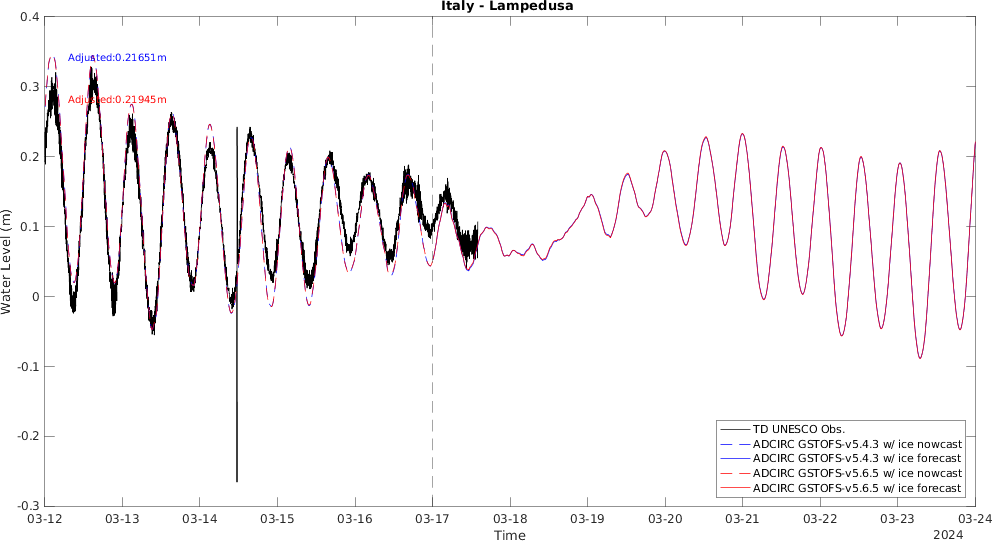 Italy - Lampedusa
0.4
0.3
0.2
0.1
0
-0.1
-0.2
-0.3
Water Level (m)
Adjusted:0.21651m
Adjusted:0.21945m
TD UNESCO Obs.
ADCIRC GSTOFS-v5.4.3 w/ ice nowcast
ADCIRC GSTOFS-v5.4.3 w/ ice forecast
ADCIRC GSTOFS-v5.6.5 w/ ice nowcast
ADCIRC GSTOFS-v5.6.5 w/ ice forecast
03-12 03-13 03-14 03-15 03-16 03-17 03-18 03-19 03-20 03-21 03-22 03-23 03-24
Time
2024